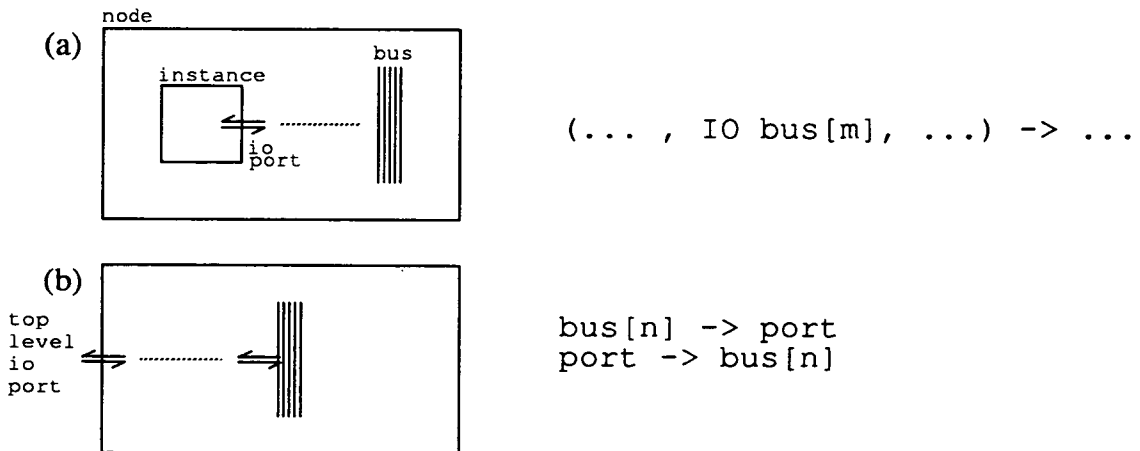 node
(a)
bus
instance
io
port
(... , IO bus[m], ...) -> ...
(b)
top
level
io
port
bus[n] -> port
port -> bus[n]